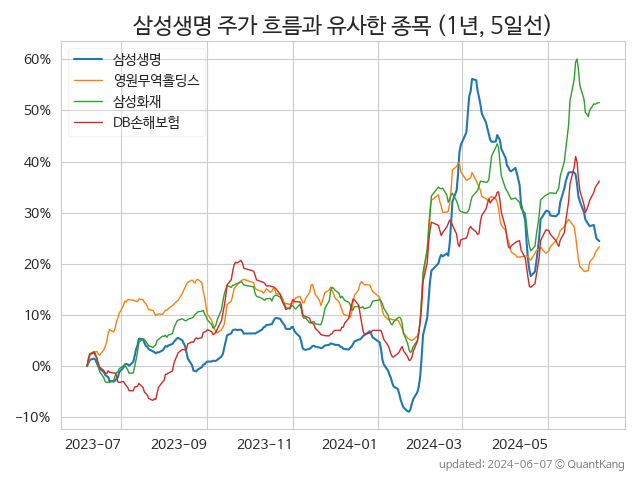 삼성생명 주가 흐름과 유사한 종목 (1년, 5일선)
삼성생명
영원무역홀딩스
삼성화재
DB손해보험
60%
50%
40%
30%
20%
10%
0%
−10%
2023-07
2023-09
2023-11
2024-01
2024-03
2024-05
updated: 2024-06-07 ⓒ QuantKang